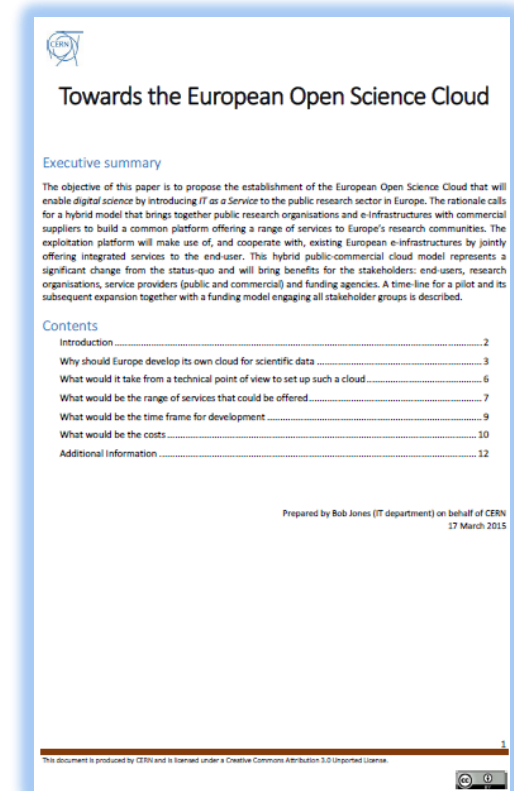 CERN
Towards the European Open Science Cloud
Executive summary
The objective of this paper is to propose the establishment of the European Open Science Cloud that will
enable digital science by introducing IT as a Service to the public research sector in Europe. The rationale calls
for a hybrid model that brings together public research organisations and e-Infrastructures with commercial
suppliers to build a common platform offering a range of services to Europe's research communities. The
exploitation platform will make use of, and cooperate with, existing European e-infrastructures by jointly
offering integrated services to the end-user. This hybrid public-commercial cloud model represents a
significant change from the status-quo and will bring benefits for the stakeholders: end-users, research
organisations, service providers (public and commercial) and funding agencies. A time-line for a pilot and its
subsequent expansion together with a funding model engaging all stakeholder groups is described.
Contents
Introduction ........ 2
Why should Europe develop its own cloud for scientific data ........ 3
What would it take from a technical point of view to set up such a cloud ........ 6
What would be the range of services that could be offered ........ 7
What would be the time frame for development ........ 9
What would be the costs ........ 10
Additional Information ........ 12
Prepared by Bob Jones (IT department) on behalf of CERN
17 March 2015
1
This document is produced by CERN and is licensed under a Creative Commons Attribution 3.0 Unported License.
cc
BY